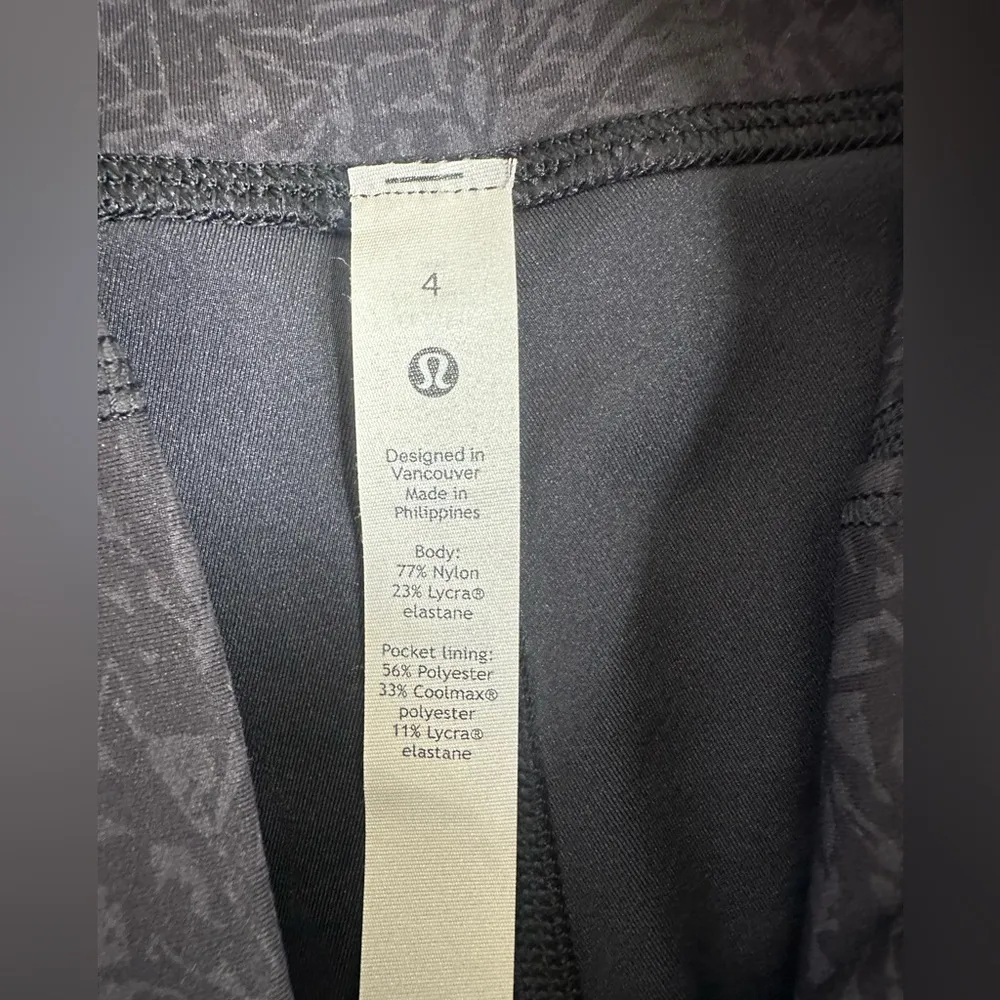 4
Designed in
Vancouver
Made in
Philippines
Body:
77% Nylon
23% Lycra®
elastane
Pocket lining:
56% Polyester
33% Coolmax®
polyester
11% Lycra®
elastane